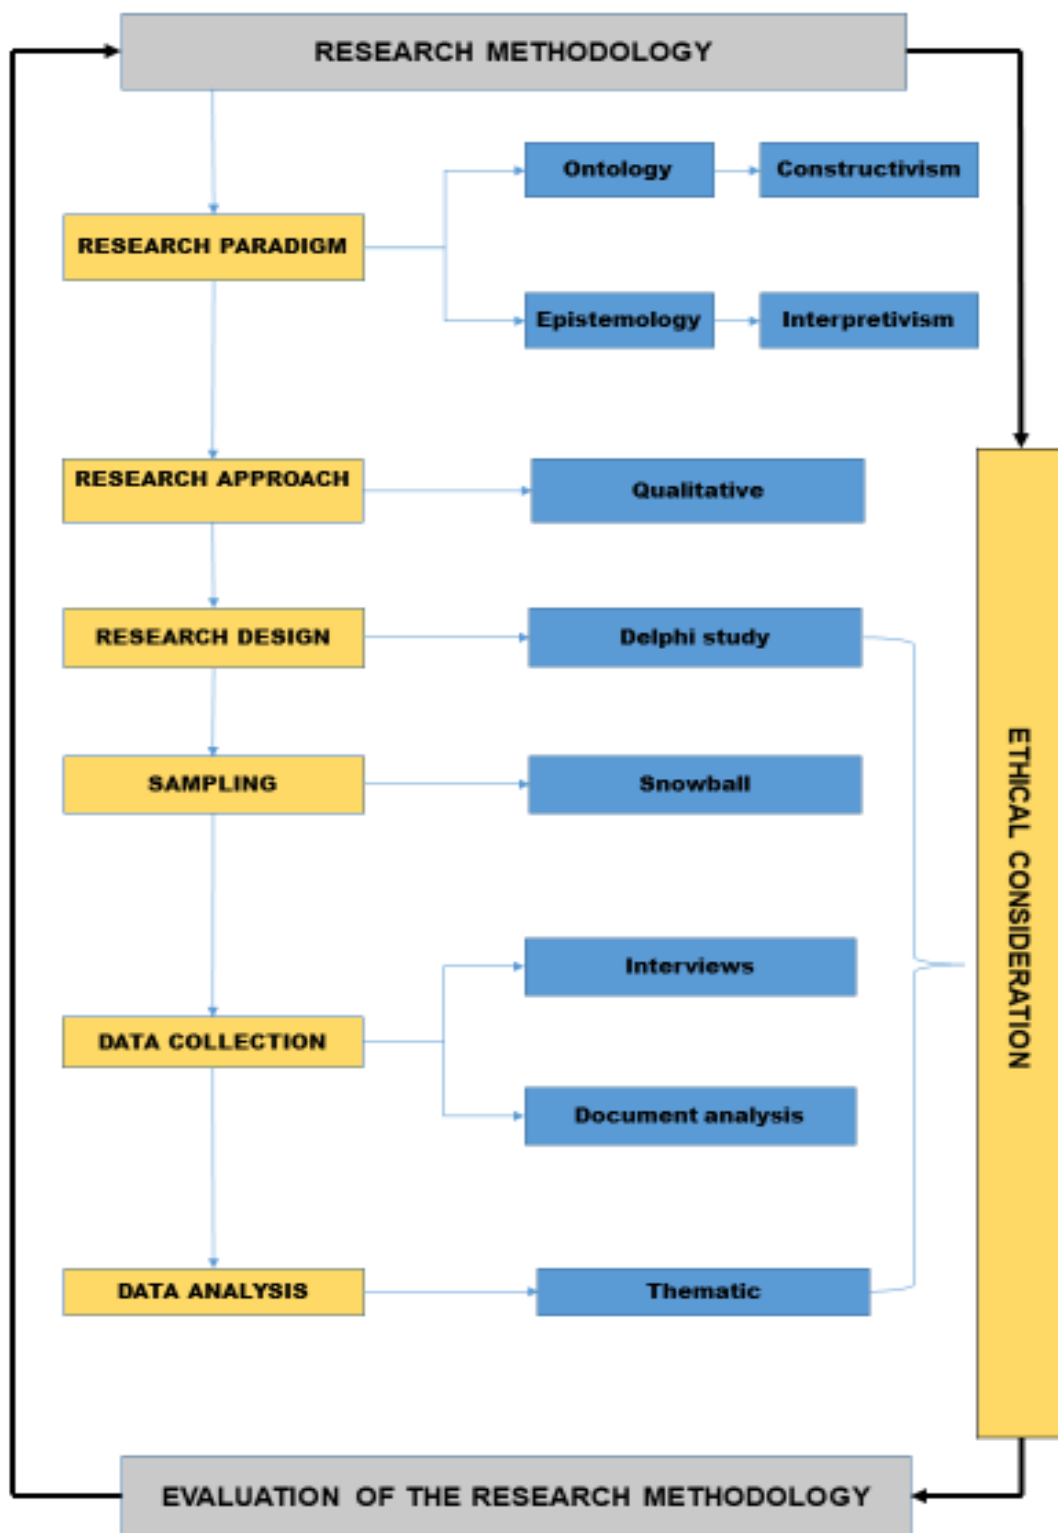 RESEARCH METHODOLOGY
Ontology
Constructivism
RESEARCH PARADIGM
Epistemology
Interpretivism
RESEARCH APPROACH
Qualitative
RESEARCH DESIGN
Delphi study
SAMPLING
Snowball
ETHICAL CONSIDERATION
Interviews
DATA COLLECTION
Document analysis
DATA ANALYSIS
Thematic
EVALUATION OF THE RESEARCH METHODOLOGY